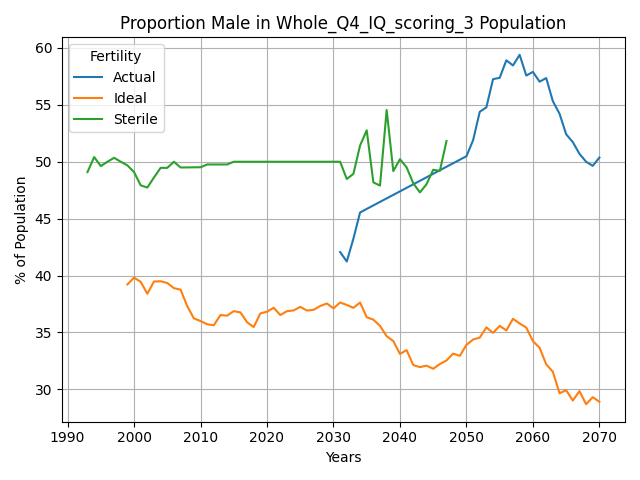 Proportion Male in Whole_Q4_IQ_scoring_3 Population
Fertility
Actual
Ideal
Sterile
% of Population
60
55
50
45
40
35
30
1990
2000
2010
2020
2030
2040
2050
2060
2070
Years